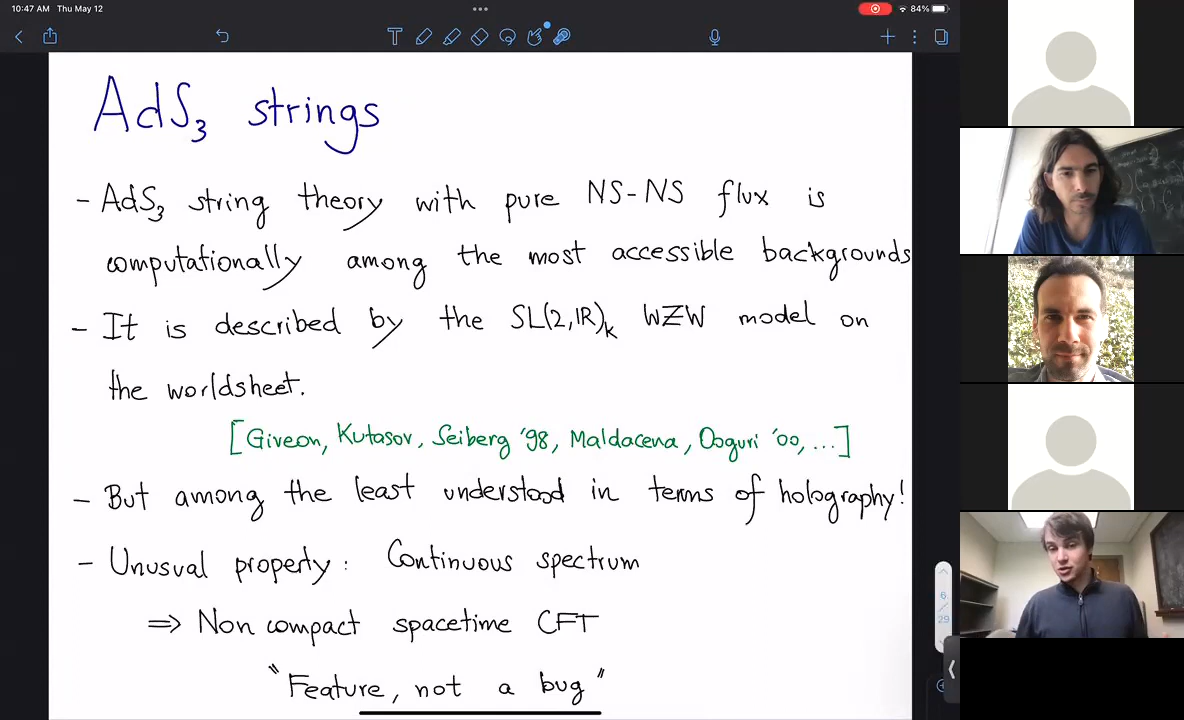 10:47 AM Thu May 12
84%
AdS₃ strings
- AdS₃ string theory with pure NS-NS flux is
computationally among the most accessible backgrounds
- It is described by the SL(2,ℝ)ₖ WZW model on
the worldsheet.
[Giveon, Kutasov, Seiberg '98, Maldacena, Ooguri '00, ...]
- But among the least understood in terms of holography!
- Unusual property: Continuous spectrum
⇒ Non compact spacetime CFT
"Feature, not a bug"
6
/
29